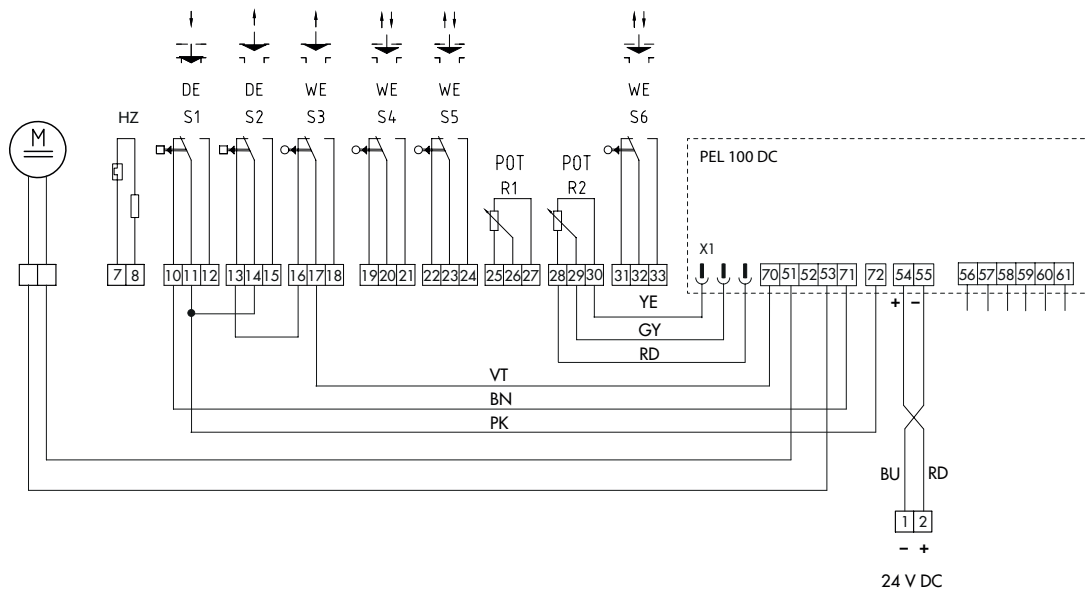 DE DE WE WE WE WE
HZ S1 S2 S3 S4 S5 S6
M
POT POT
R1 R2
PEL 100 DC
X1
7 8 10 11 12 13 14 15 16 17 18 19 20 21 22 23 24 25 26 27 28 29 30 31 32 33 70 51 52 53 71 72 54 55 56 57 58 59 60 61
+ −
YE
GY
RD
VT
BN
PK
BU RD
1 2
− +
24 V DC